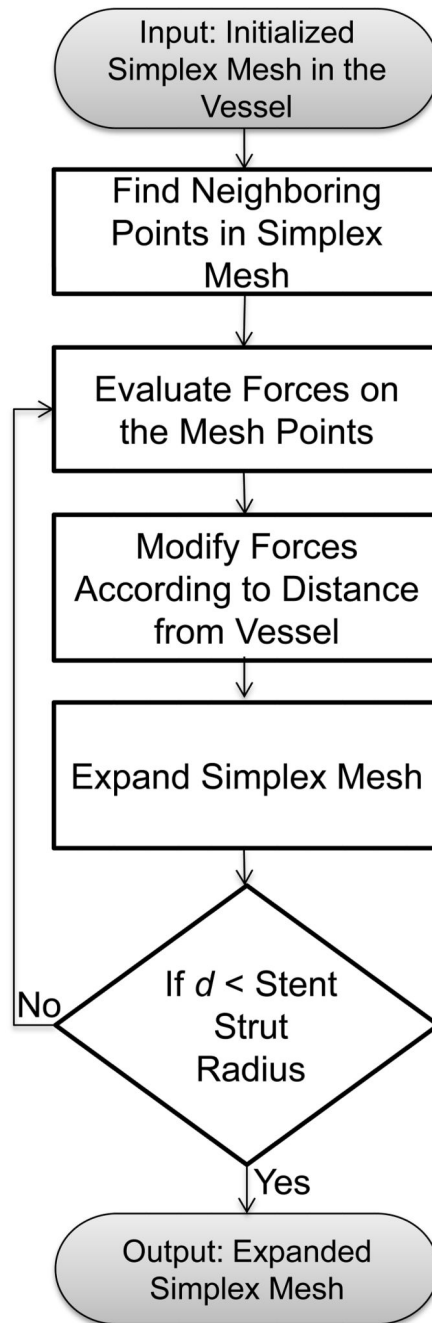 Input: Initialized
Simplex Mesh in the
Vessel
Find Neighboring
Points in Simplex
Mesh
Evaluate Forces on
the Mesh Points
Modify Forces
According to Distance
from Vessel
Expand Simplex Mesh
If d < Stent
Strut
Radius
No
Yes
Output: Expanded
Simplex Mesh